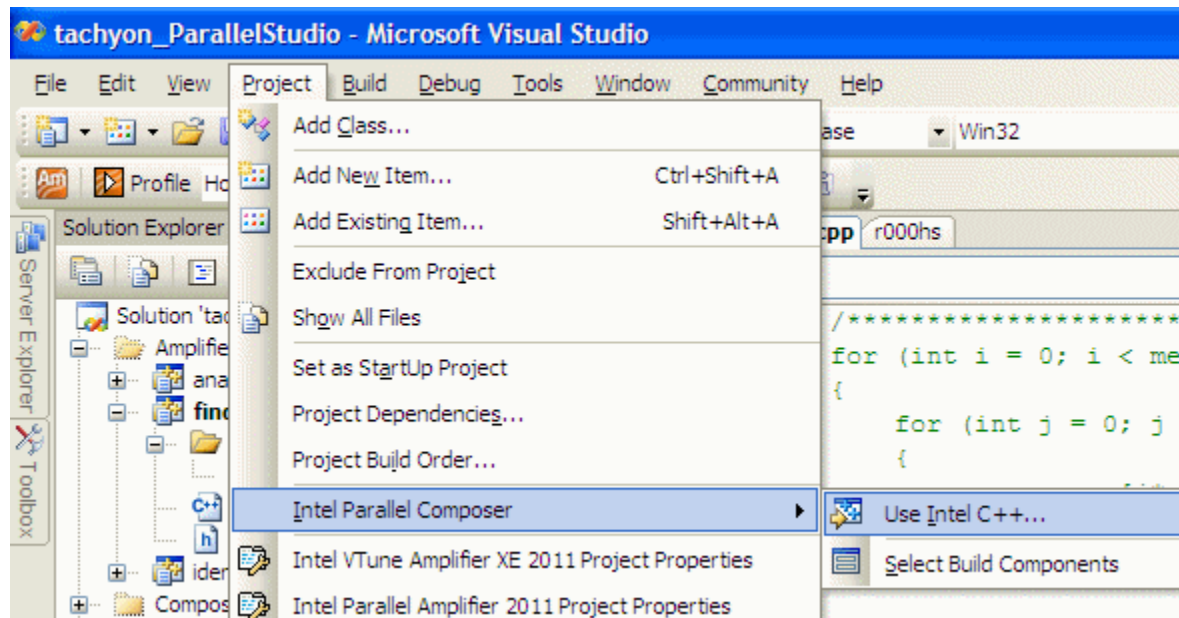 tachyon_ParallelStudio - Microsoft Visual Studio
File Edit View Project Build Debug Tools Window Community Help
Add Class...
ase Win32
Am Profile Ho
Add New Item... Ctrl+Shift+A
Solution Explorer
Add Existing Item... Shift+Alt+A
cpp r000hs
Exclude From Project
Server Explorer
Solution 'tac
Show All Files
/*********************
Amplifie
for (int i = 0; i < me
ana
Set as StartUp Project
{
find
Project Dependencies...
for (int j = 0; j
Toolbox
Project Build Order...
{
C++
Intel Parallel Composer
Use Intel C++...
h
iden
Intel VTune Amplifier XE 2011 Project Properties
Select Build Components
Compos
Intel Parallel Amplifier 2011 Project Properties